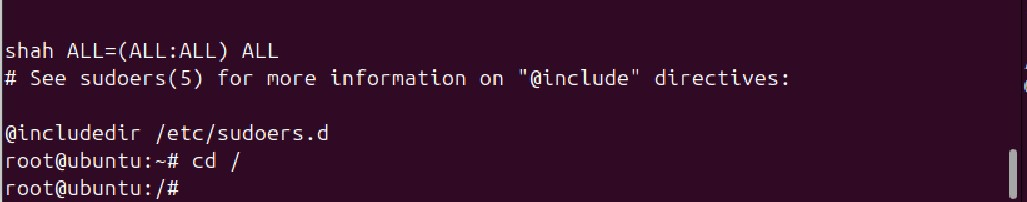 shah ALL=(ALL:ALL) ALL
# See sudoers(5) for more information on "@include" directives:
@includedir /etc/sudoers.d
root@ubuntu:~# cd /
root@ubuntu:/#